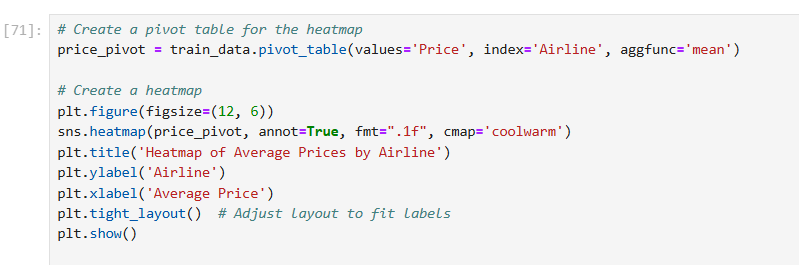 [71]:
# Create a pivot table for the heatmap
price_pivot = train_data.pivot_table(values='Price', index='Airline', aggfunc='mean')
# Create a heatmap
plt.figure(figsize=(12, 6))
sns.heatmap(price_pivot, annot=True, fmt=".1f", cmap='coolwarm')
plt.title('Heatmap of Average Prices by Airline')
plt.ylabel('Airline')
plt.xlabel('Average Price')
plt.tight_layout()  # Adjust layout to fit labels
plt.show()